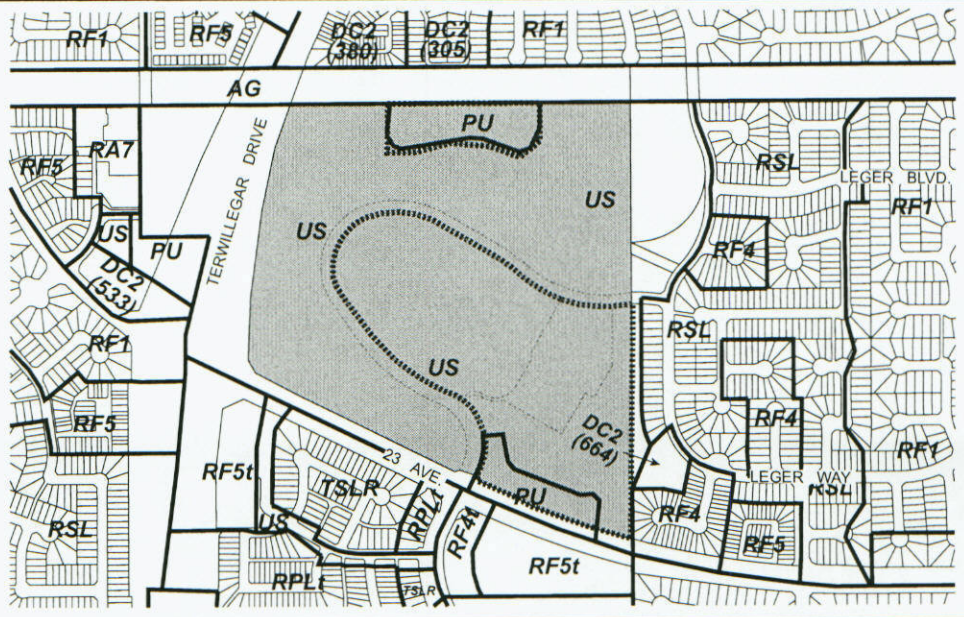 RF1
RF5
DC2
(380)
DC2
(305)
RF1
AG
PU
RF5
RA7
TERWILLEGAR DRIVE
RSL
LEGER BLVD.
US
US
RF1
US
PU
DC2
(533)
RF4
RF1
RSL
US
RF5
DC2
(664)
RF4
RF1
23 AVE.
RF5t
TSLR
RPLt
PU
LEGER WAY
RSL
RSL
US
RF4t
RF4
RF5
RF5t
RPLt
TSLR